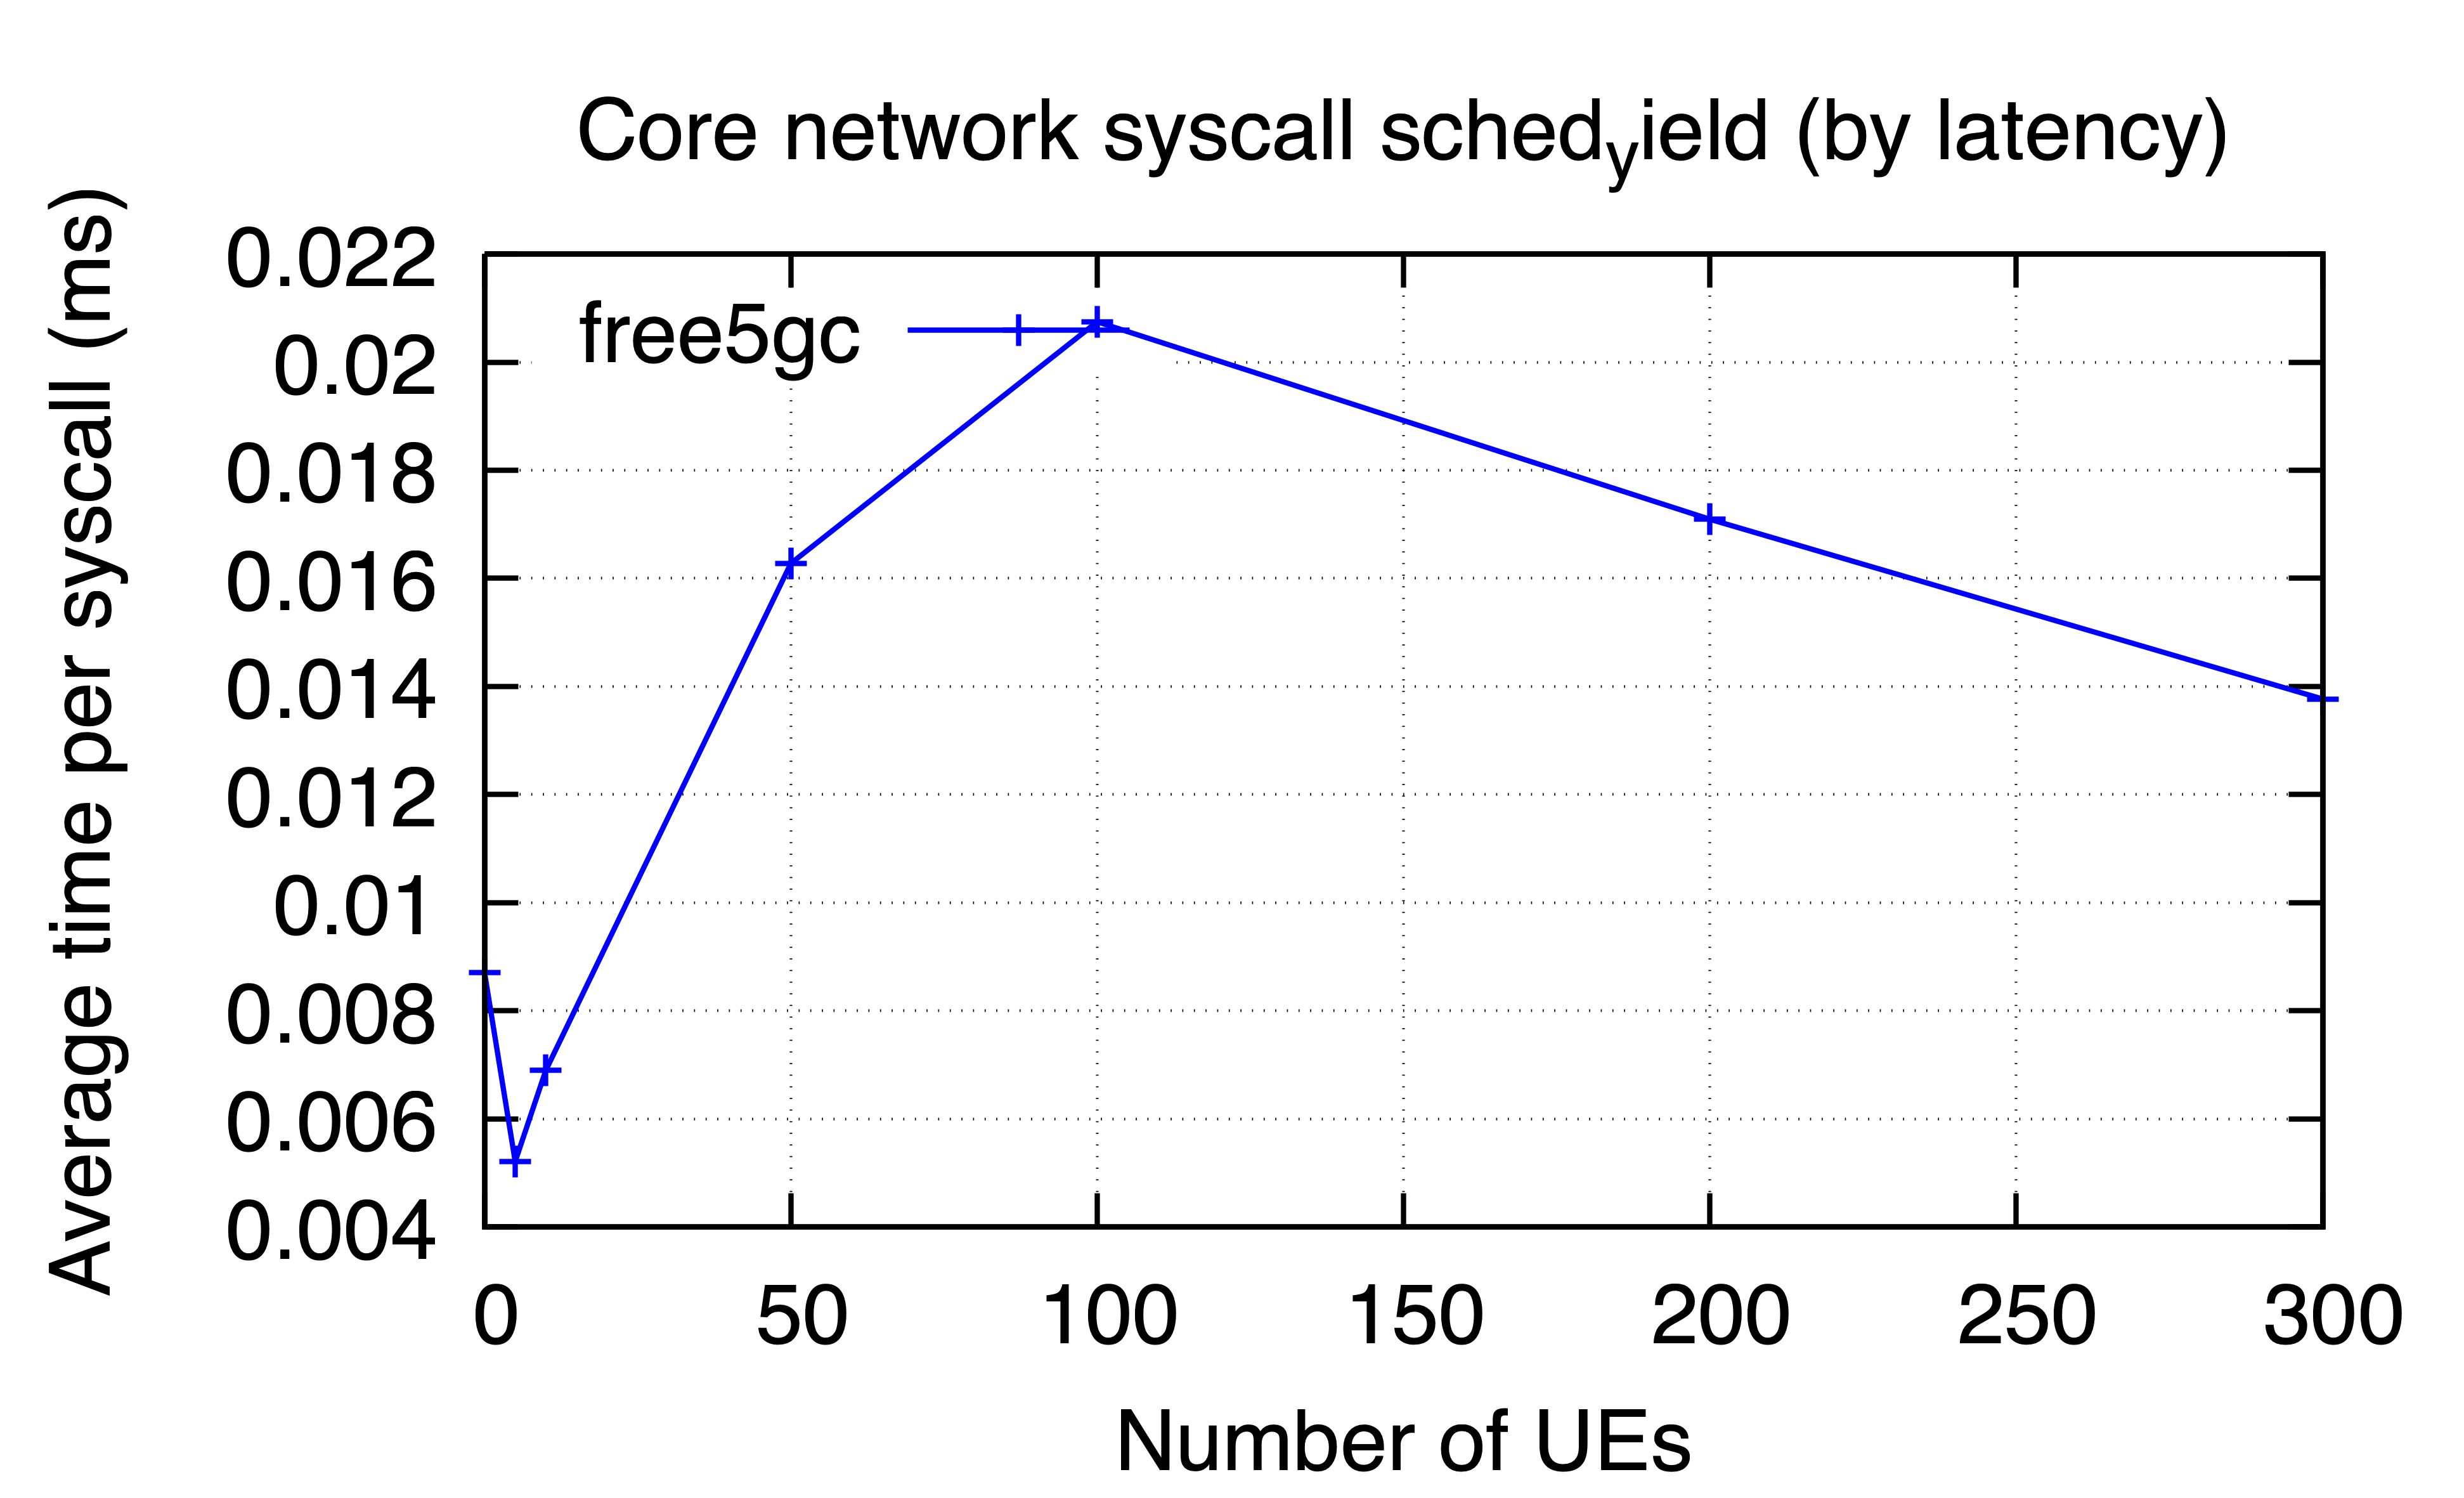 Core network syscall sched_yield (by latency)
Average time per syscall (ms)
0.022
0.02
0.018
0.016
0.014
0.012
0.01
0.008
0.006
0.004
free5gc
0 50 100 150 200 250 300
Number of UEs